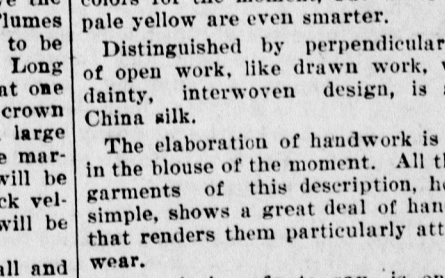 lumes
to be
Long
at one
crown
large
mar-
will be
ck vel-
will be
all and
pale yellow are even smarter.
Distinguished by perpendicular
of open work, like drawn work,
dainty, interwoven design, is
China silk.
The elaboration of handwork is
in the blouse of the moment. All
garments of this description,
simple, shows a great deal of han
that renders them particularly att
wear.